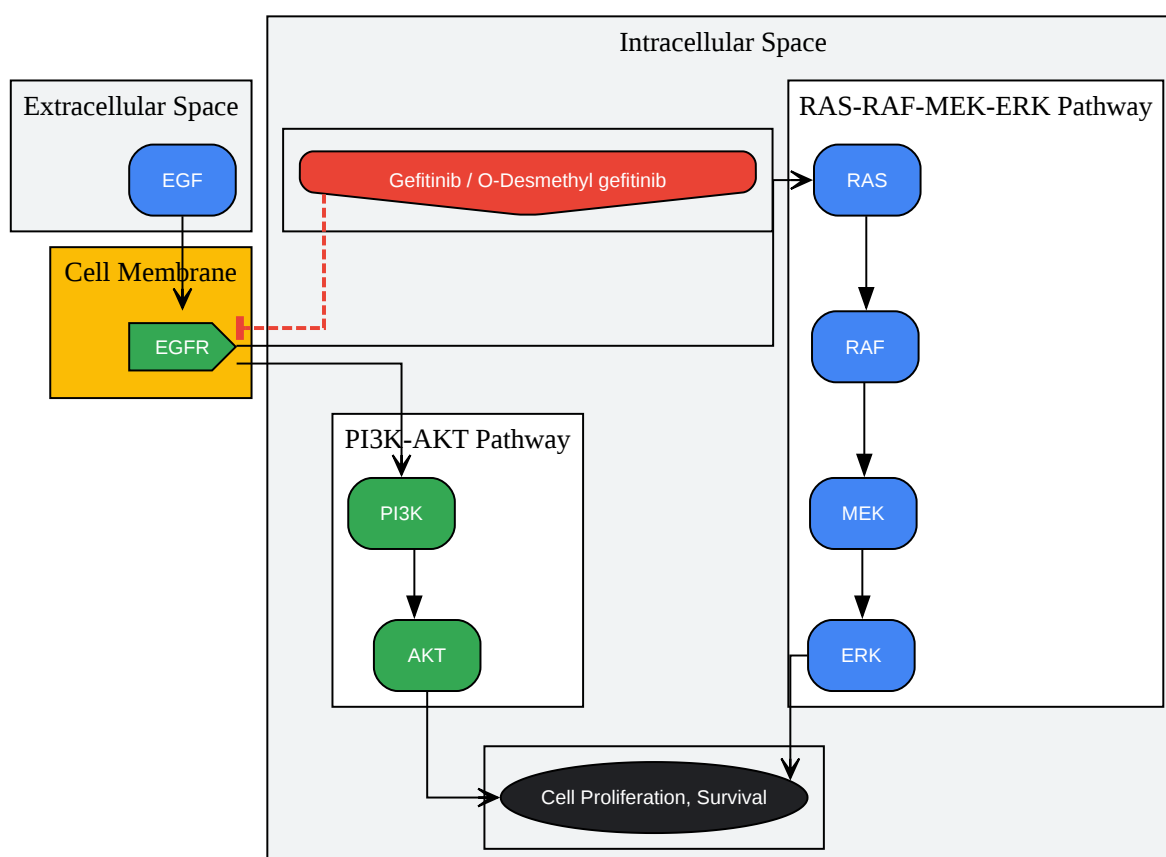 Intracellular Space
Extracellular Space
RAS-RAF-MEK-ERK Pathway
EGF
Gefitinib / O-Desmethyl gefitinib
RAS
Cell Membrane
EGFR
RAF
PI3K-AKT Pathway
PI3K
MEK
AKT
ERK
Cell Proliferation, Survival